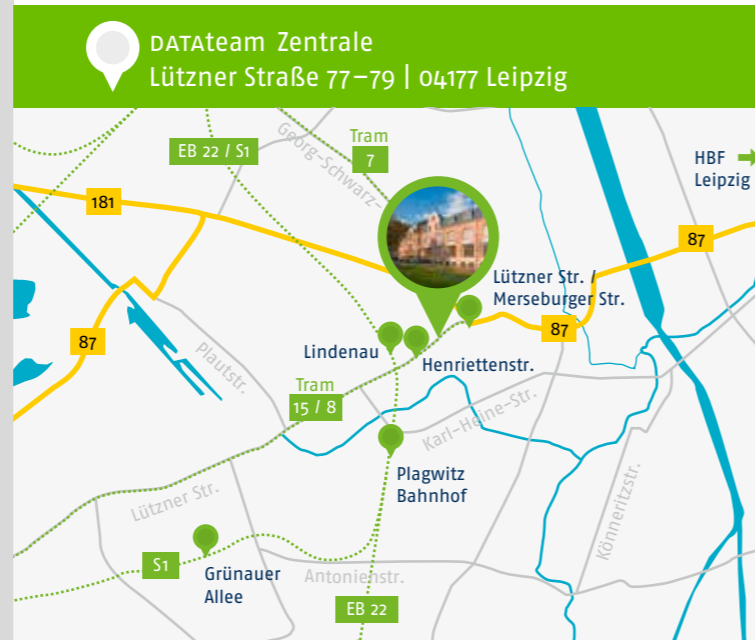 DATAteam Zentrale
Lützner Straße 77–79 | 04177 Leipzig
EB 22 / S1
Georg-Schwarz-
Tram
7
HBF
Leipzig
181
87
Lützner Str. /
Merseburger Str.
87
87
Plautstr.
Lindenau
Henriettenstr.
Tram
15 / 8
Karl-Heine-Str.
Plagwitz
Bahnhof
Lützner Str.
Könneritzstr.
S1
Grünauer
Allee
Antonienstr.
EB 22